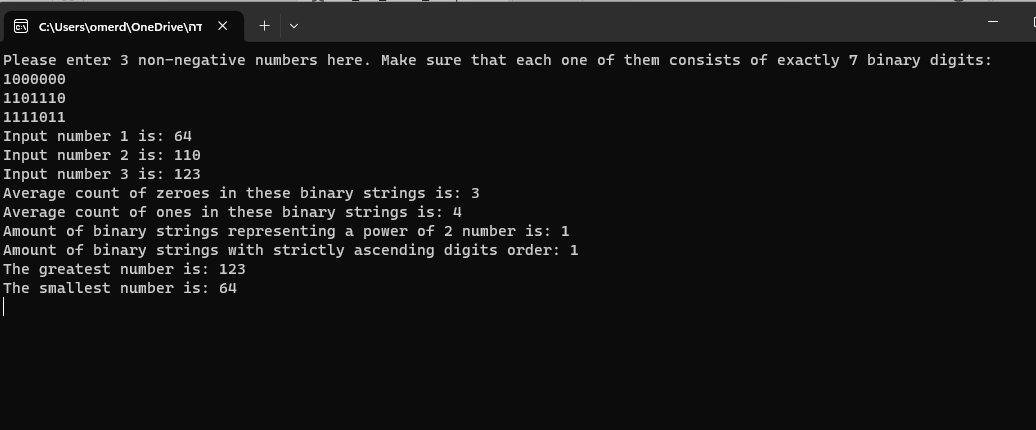 C:\Users\omerd\OneDrive\דח
Please enter 3 non-negative numbers here. Make sure that each one of them consists of exactly 7 binary digits:
1000000
1101110
1111011
Input number 1 is: 64
Input number 2 is: 110
Input number 3 is: 123
Average count of zeroes in these binary strings is: 3
Average count of ones in these binary strings is: 4
Amount of binary strings representing a power of 2 number is: 1
Amount of binary strings with strictly ascending digits order: 1
The greatest number is: 123
The smallest number is: 64